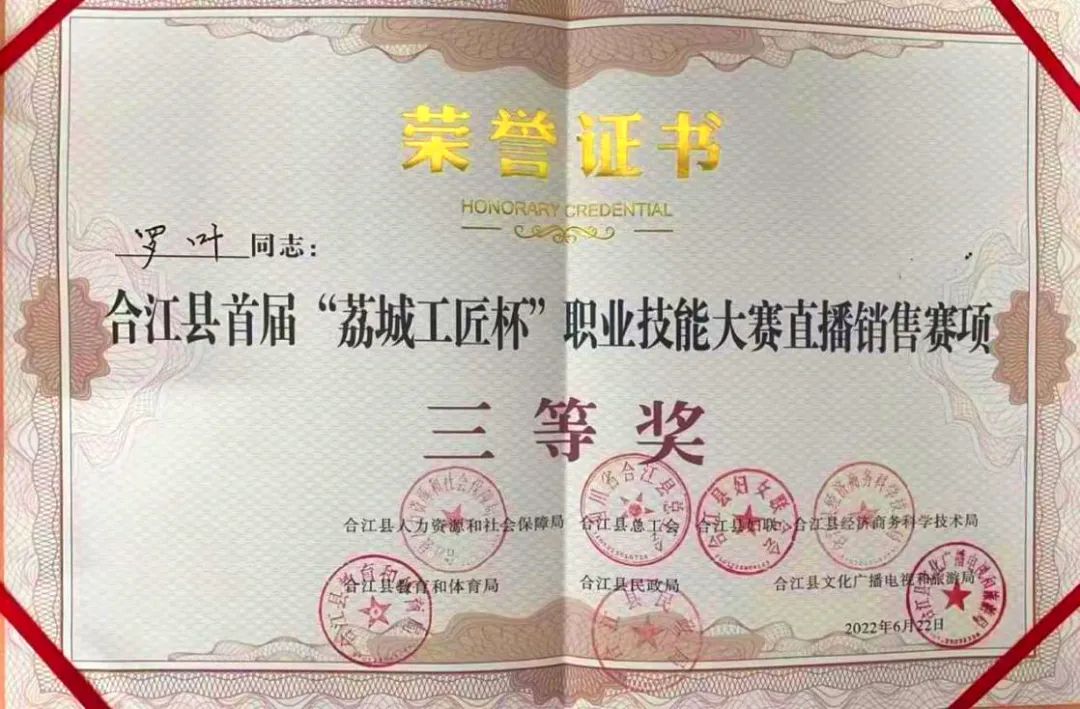 荣誉证书
HONORARY CREDENTIAL
罗叶同志：
合江县首届“荔城工匠杯”职业技能大赛直播销售赛项
三等奖
合江县人力资源和社会保障局 合江县总工会 合江县妇联 合江县经济商务科学技术局
合江县教育和体育局 合江县民政局 合江县文化广播电视和旅游局
2022年6月22日